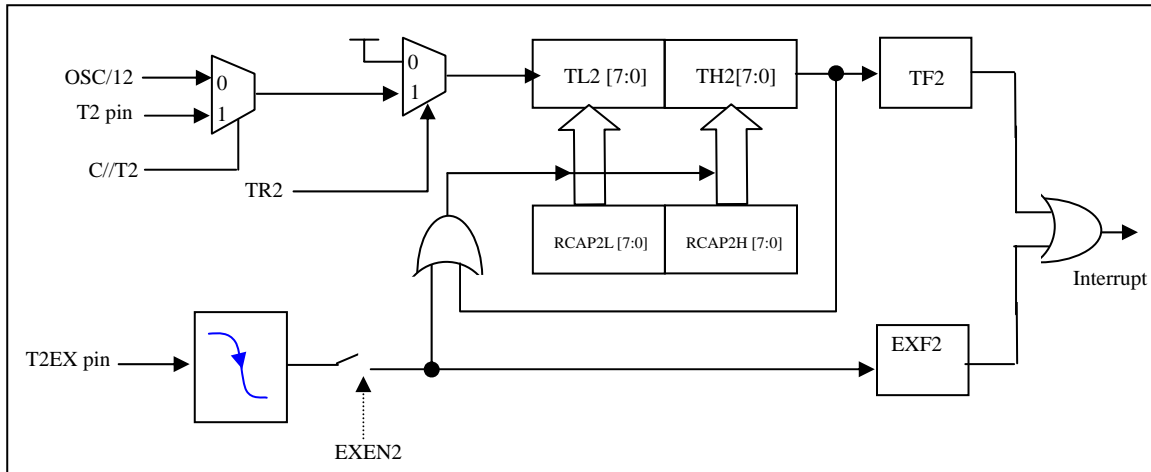 OSC/12
0
0
TL2 [7:0]
TH2[7:0]
TF2
T2 pin
1
1
C//T2
TR2
RCAP2L [7:0]
RCAP2H [7:0]
Interrupt
T2EX pin
EXF2
EXEN2